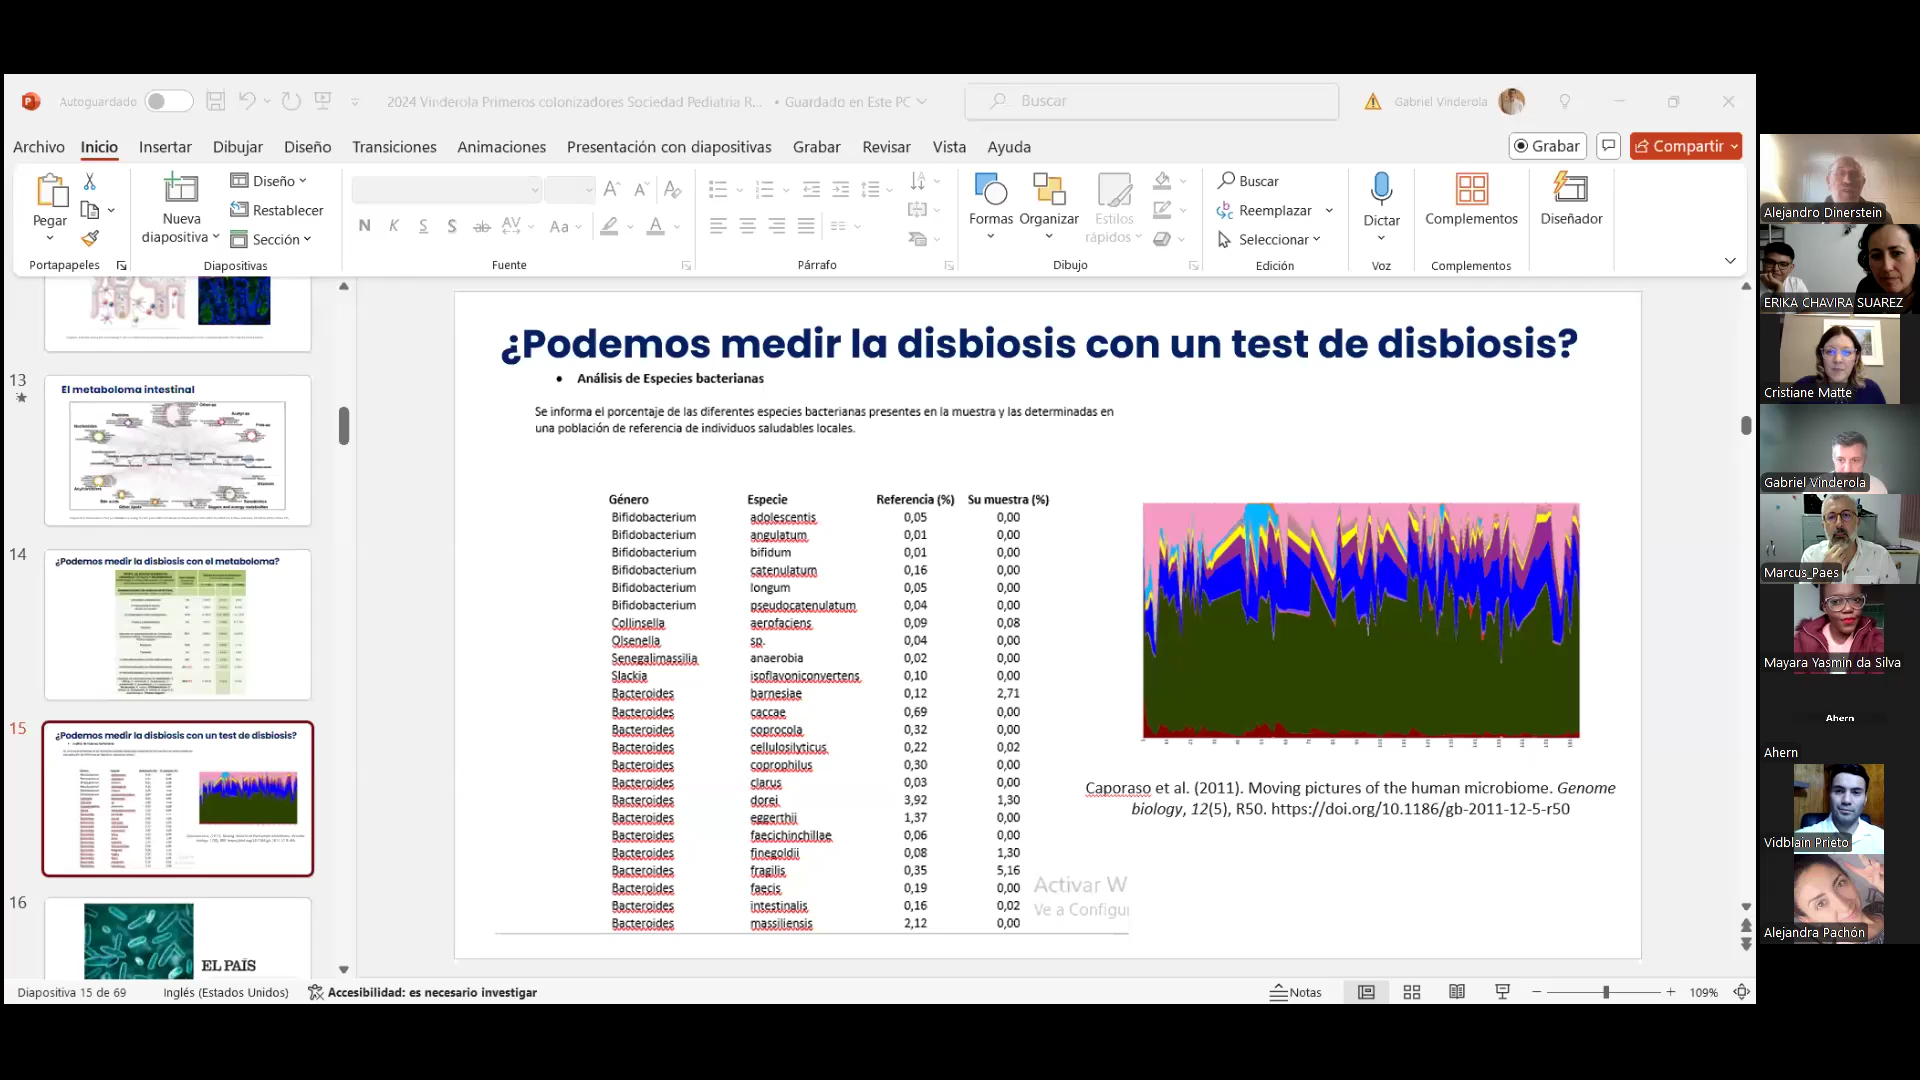 Autoguardado
2024 Vinderola Primeros colonizadores Sociedad Pediatria R... • Guardado en Este PC
Buscar
Gabriel Vinderola
Archivo Inicio Insertar Dibujar Diseño Transiciones Animaciones Presentación con diapositivas Grabar Revisar Vista Ayuda
Grabar
Compartir
Pegar
Portapapeles
Nueva diapositiva
Diseño
Restablecer
Sección
Diapositivas
N K S S ab AV Aa A
Fuente
Párrafo
Formas
Organizar
Estilos rápidos
Dibujo
Buscar
Reemplazar
Seleccionar
Edición
Dictar
Voz
Complementos
Complementos
Diseñador
13
El metaboloma intestinal
14
¿Podemos medir la disbiosis con el metaboloma?
15
¿Podemos medir la disbiosis con un test de disbiosis?
16
EL PAÍS
¿Podemos medir la disbiosis con un test de disbiosis?
• Análisis de Especies bacterianas
Se informa el porcentaje de las diferentes especies bacterianas presentes en la muestra y las determinadas en
una población de referencia de individuos saludables locales.
Género Especie Referencia (%) Su muestra (%)
Bifidobacterium adolescentis 0,05 0,00
Bifidobacterium angulatum 0,01 0,00
Bifidobacterium bifidum 0,01 0,00
Bifidobacterium catenulatum 0,16 0,00
Bifidobacterium longum 0,05 0,00
Bifidobacterium pseudocatenulatum 0,04 0,00
Collinsella aerofaciens 0,09 0,08
Olsenella sp. 0,04 0,00
Senegalimassilia anaerobia 0,02 0,00
Slackia isoflavoniconvertens 0,10 0,00
Bacteroides barnesiae 0,12 2,71
Bacteroides caccae 0,69 0,00
Bacteroides coprocola 0,32 0,00
Bacteroides cellulosilyticus 0,22 0,02
Bacteroides coprophilus 0,30 0,00
Bacteroides clarus 0,03 0,00
Bacteroides dorei 3,92 1,30
Bacteroides eggerthii 1,37 0,00
Bacteroides faecichinchillae 0,06 0,00
Bacteroides finegoldii 0,08 1,30
Bacteroides fragilis 0,35 5,16
Bacteroides faecis 0,19 0,00
Bacteroides intestinalis 0,16 0,02
Bacteroides massiliensis 2,12 0,00
Activar W
Ve a Configu
Caporaso et al. (2011). Moving pictures of the human microbiome. Genome
biology, 12(5), R50. https://doi.org/10.1186/gb-2011-12-5-r50
Diapositiva 15 de 69
Inglés (Estados Unidos)
Accesibilidad: es necesario investigar
Notas
109%
Alejandro Dinerstein
ERIKA CHAVIRA SUAREZ
Cristiane Matte
Gabriel Vinderola
Marcus_Paes
Mayara Yasmin da Silva
Ahern
Ahern
Vidblain Prieto
Alejandra Pachón